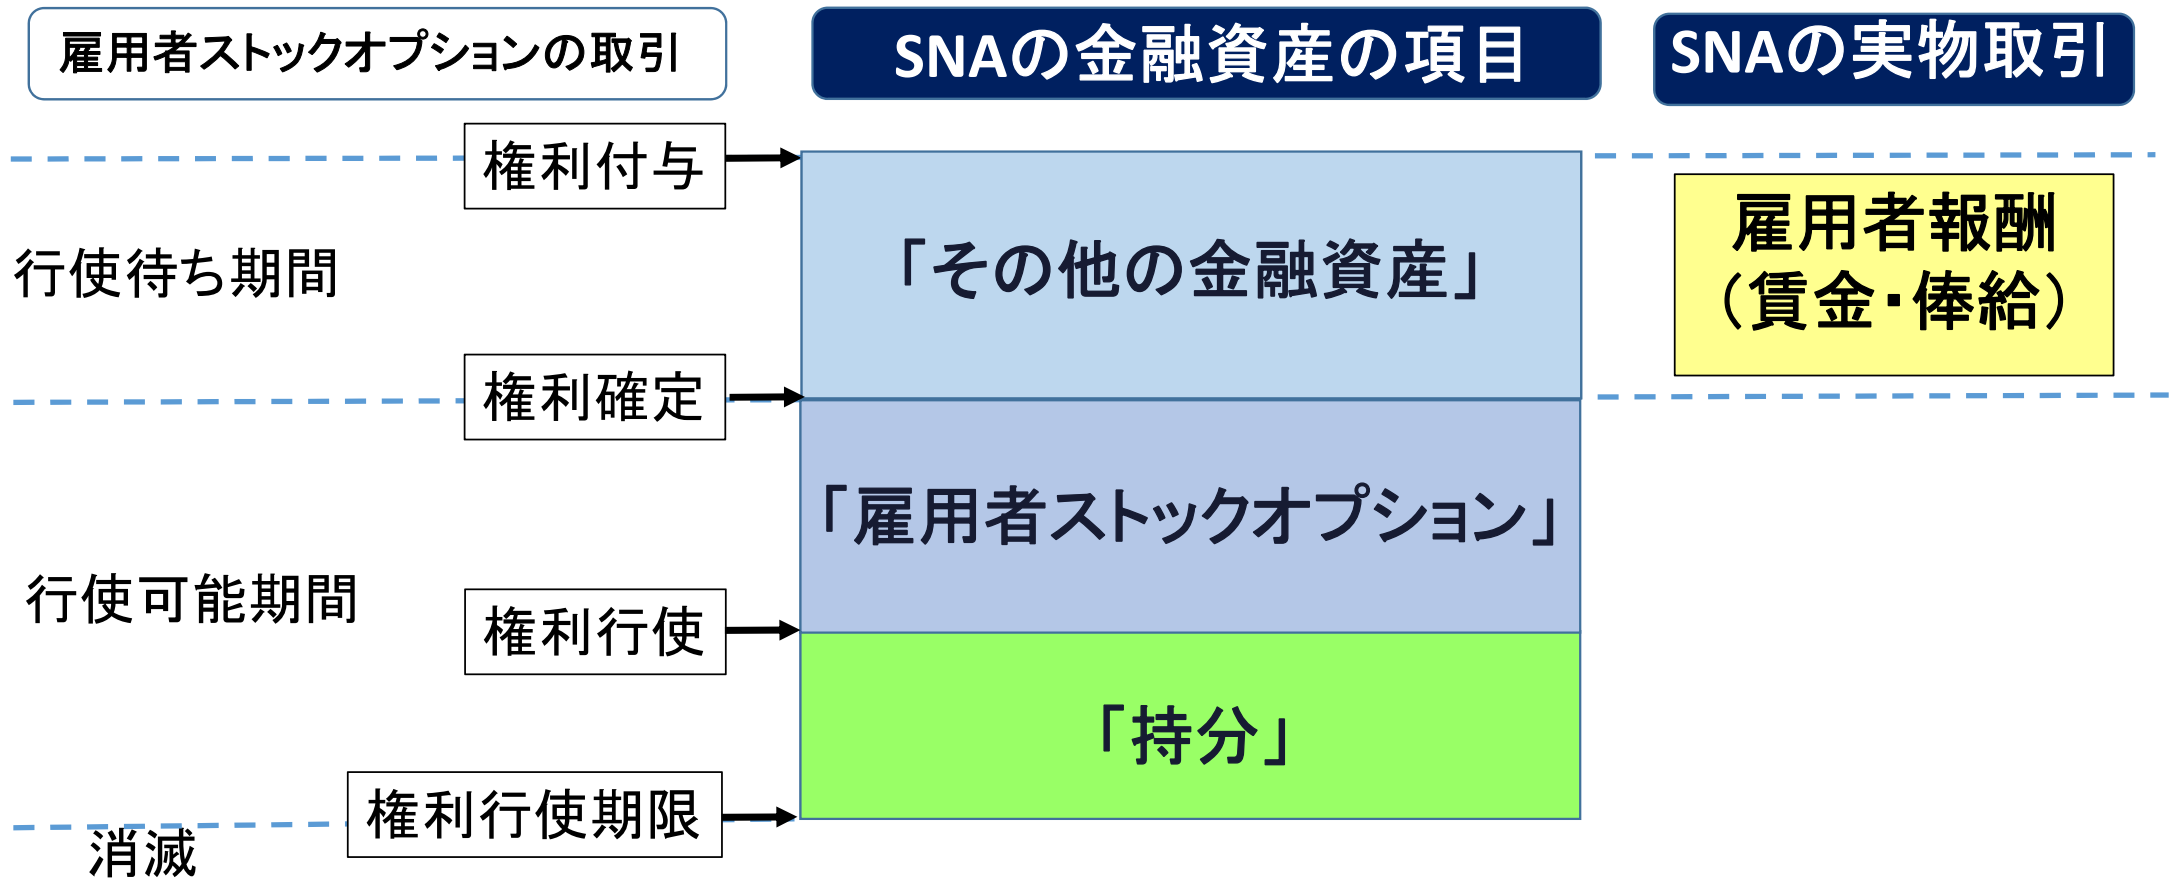 雇用者ストックオプションの取引
SNAの金融資産の項目
SNAの実物取引
権利付与
行使待ち期間
「その他の金融資産」
雇用者報酬
（賃金・俸給）
権利確定
「雇用者ストックオプション」
行使可能期間
権利行使
「持分」
権利行使期限
消滅